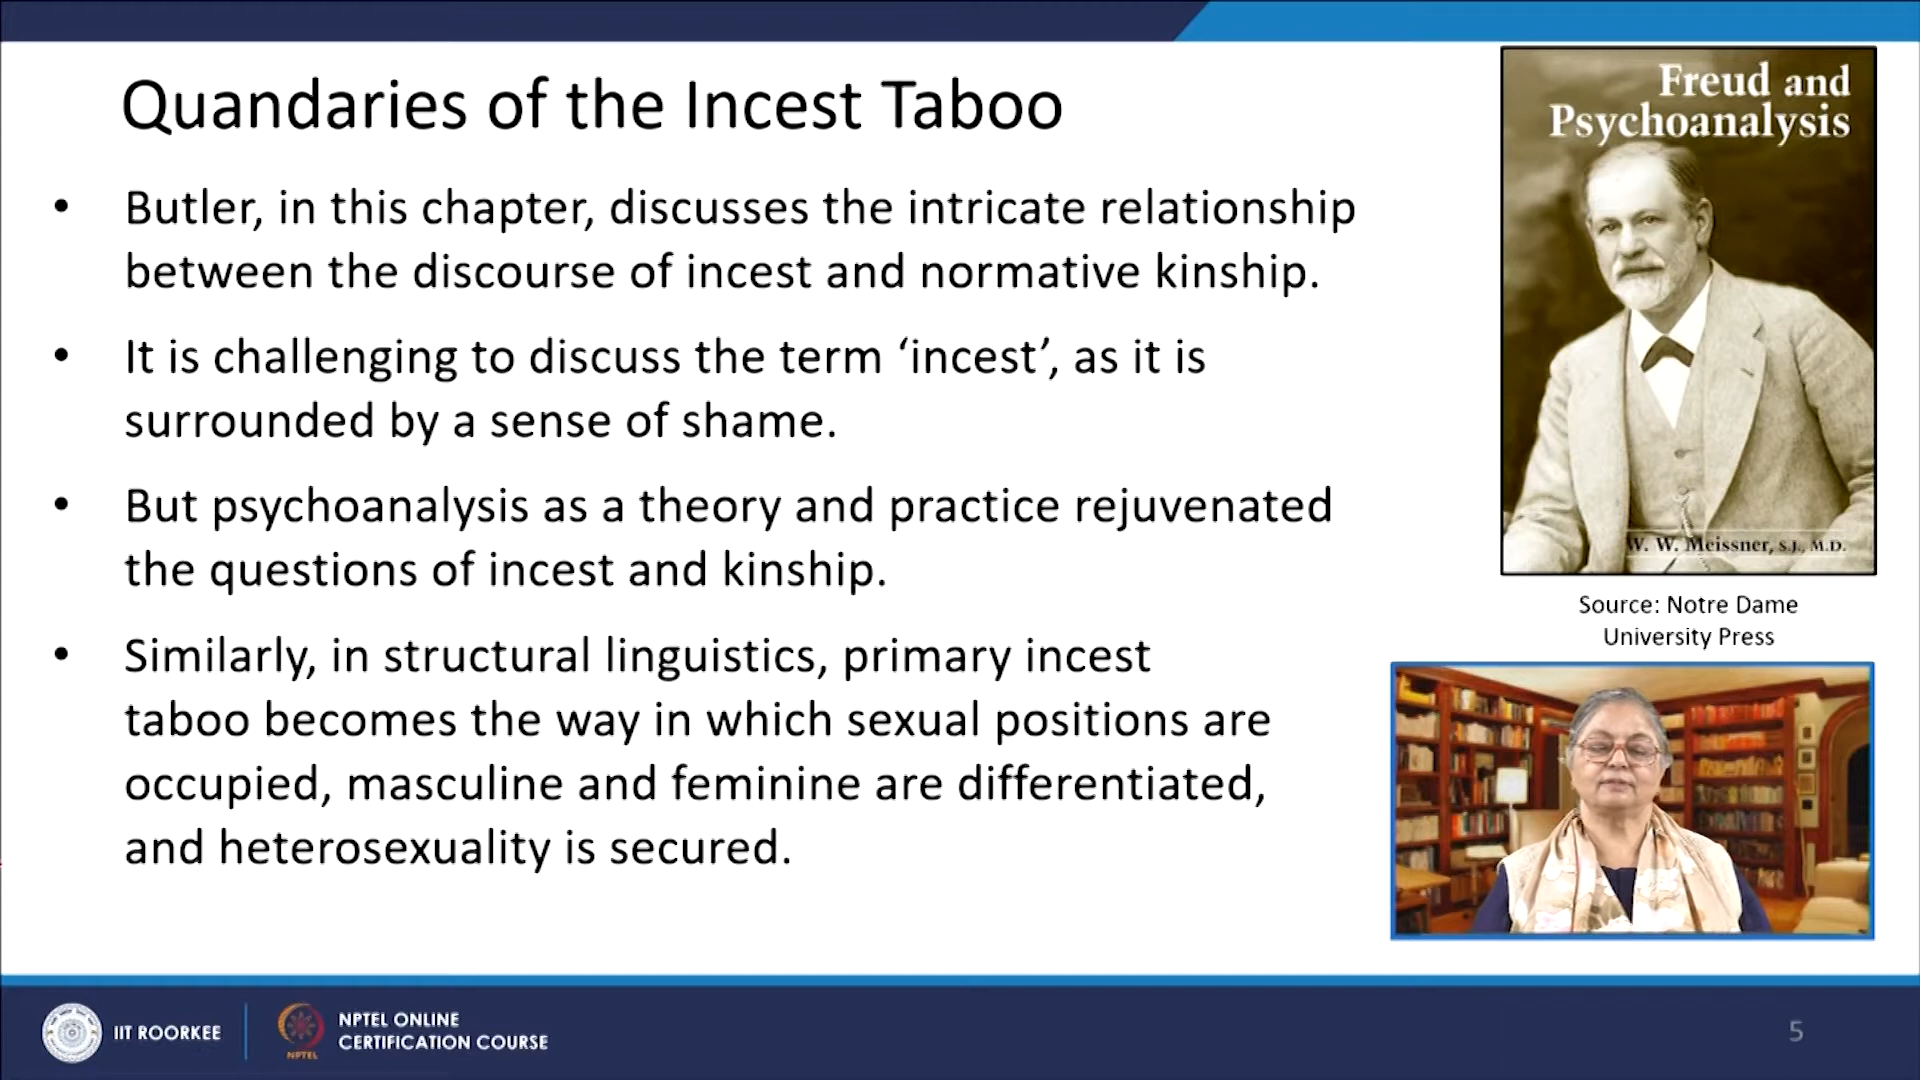 Quandaries of the Incest Taboo
• Butler, in this chapter, discusses the intricate relationship
between the discourse of incest and normative kinship.
• It is challenging to discuss the term ‘incest’, as it is
surrounded by a sense of shame.
• But psychoanalysis as a theory and practice rejuvenated
the questions of incest and kinship.
• Similarly, in structural linguistics, primary incest
taboo becomes the way in which sexual positions are
occupied, masculine and feminine are differentiated,
and heterosexuality is secured.
Freud and
Psychoanalysis
W. W. Meissner, S.J., M.D.
Source: Notre Dame
University Press
IIT ROORKEE
NPTEL
NPTEL ONLINE
CERTIFICATION COURSE
5